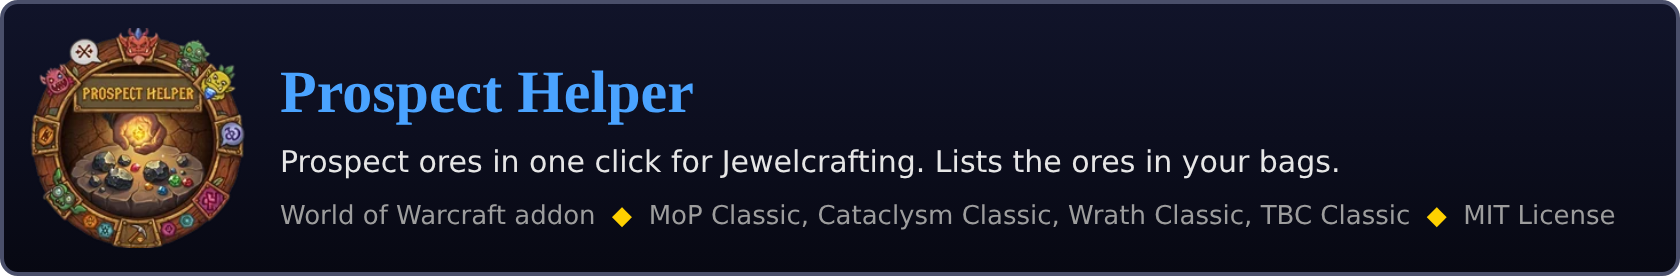 PROSPECT HELPER
Prospect Helper
Prospect ores in one click for Jewelcrafting. Lists the ores in your bags.
World of Warcraft addon ◆ MoP Classic, Cataclysm Classic, Wrath Classic, TBC Classic ◆ MIT License